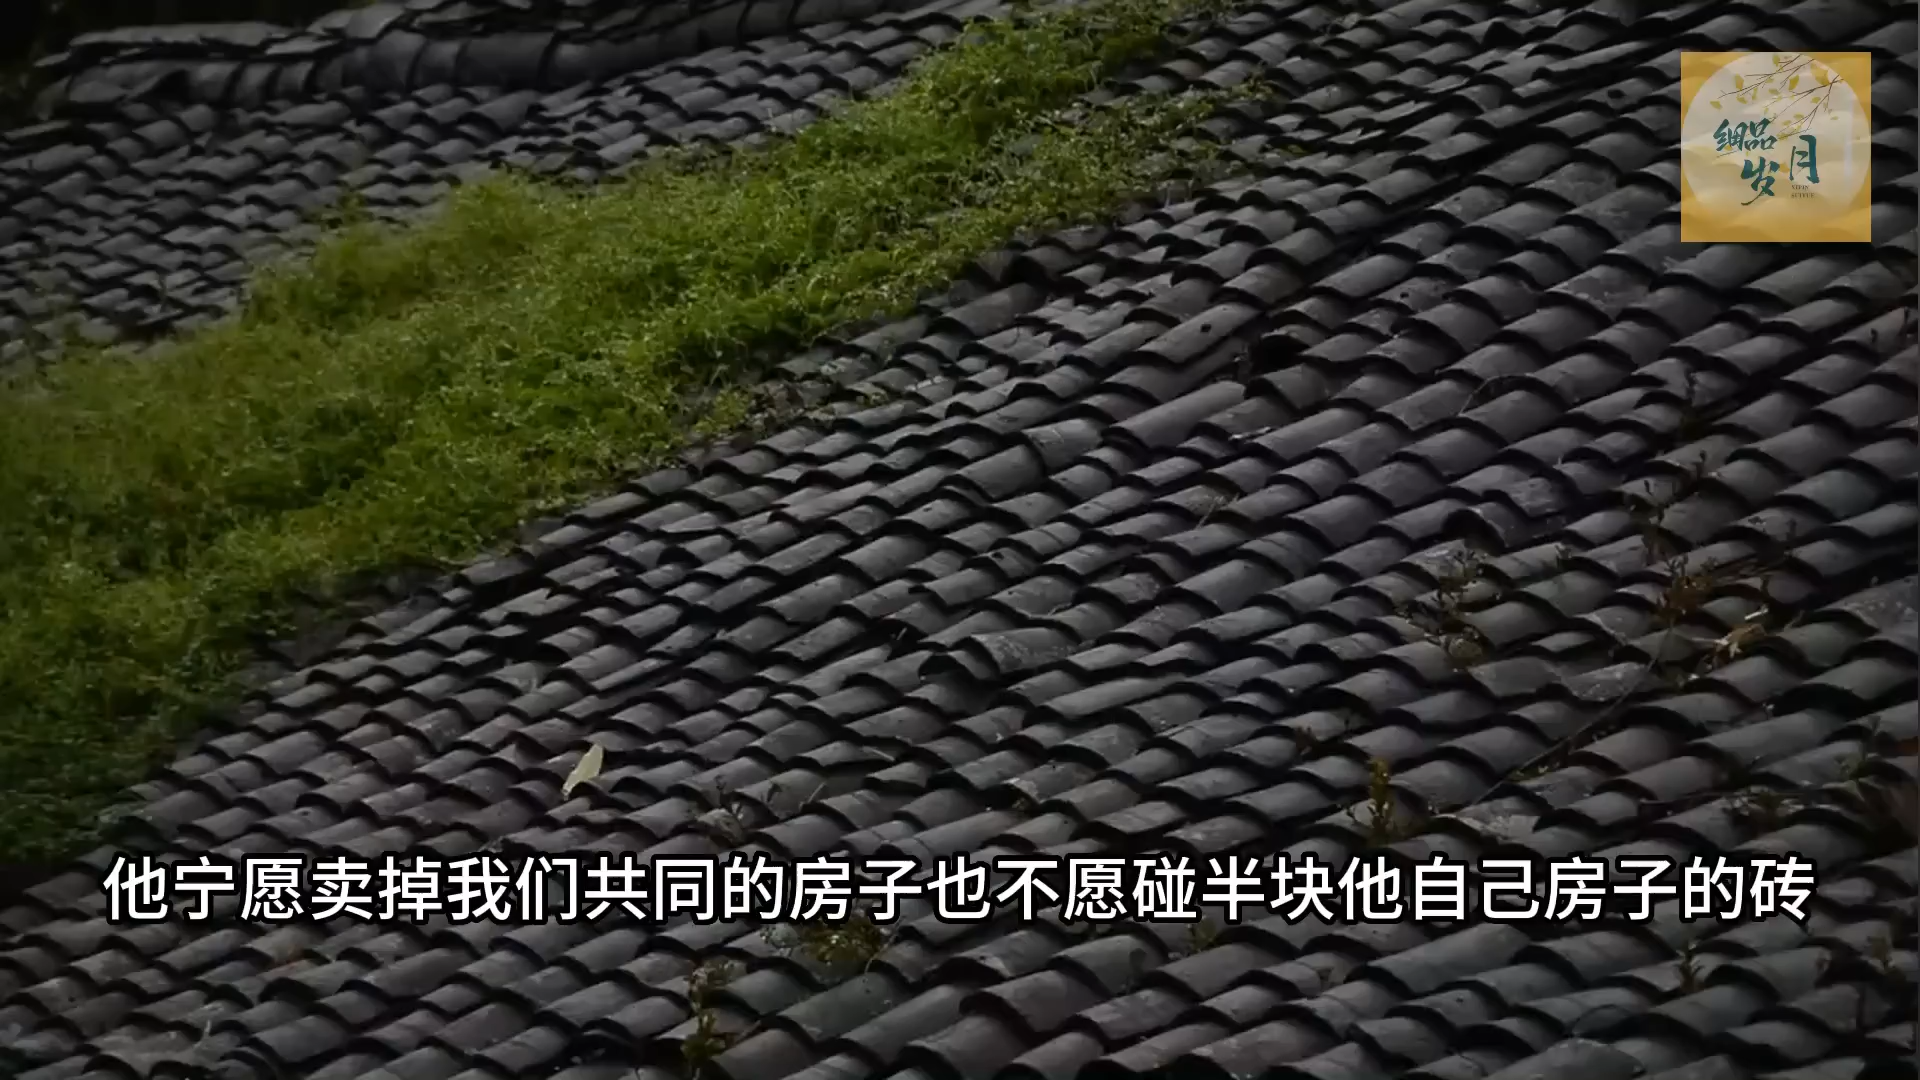 细品
岁月
他宁愿卖掉我们共同的房子也不愿碰半块他自己房子的砖